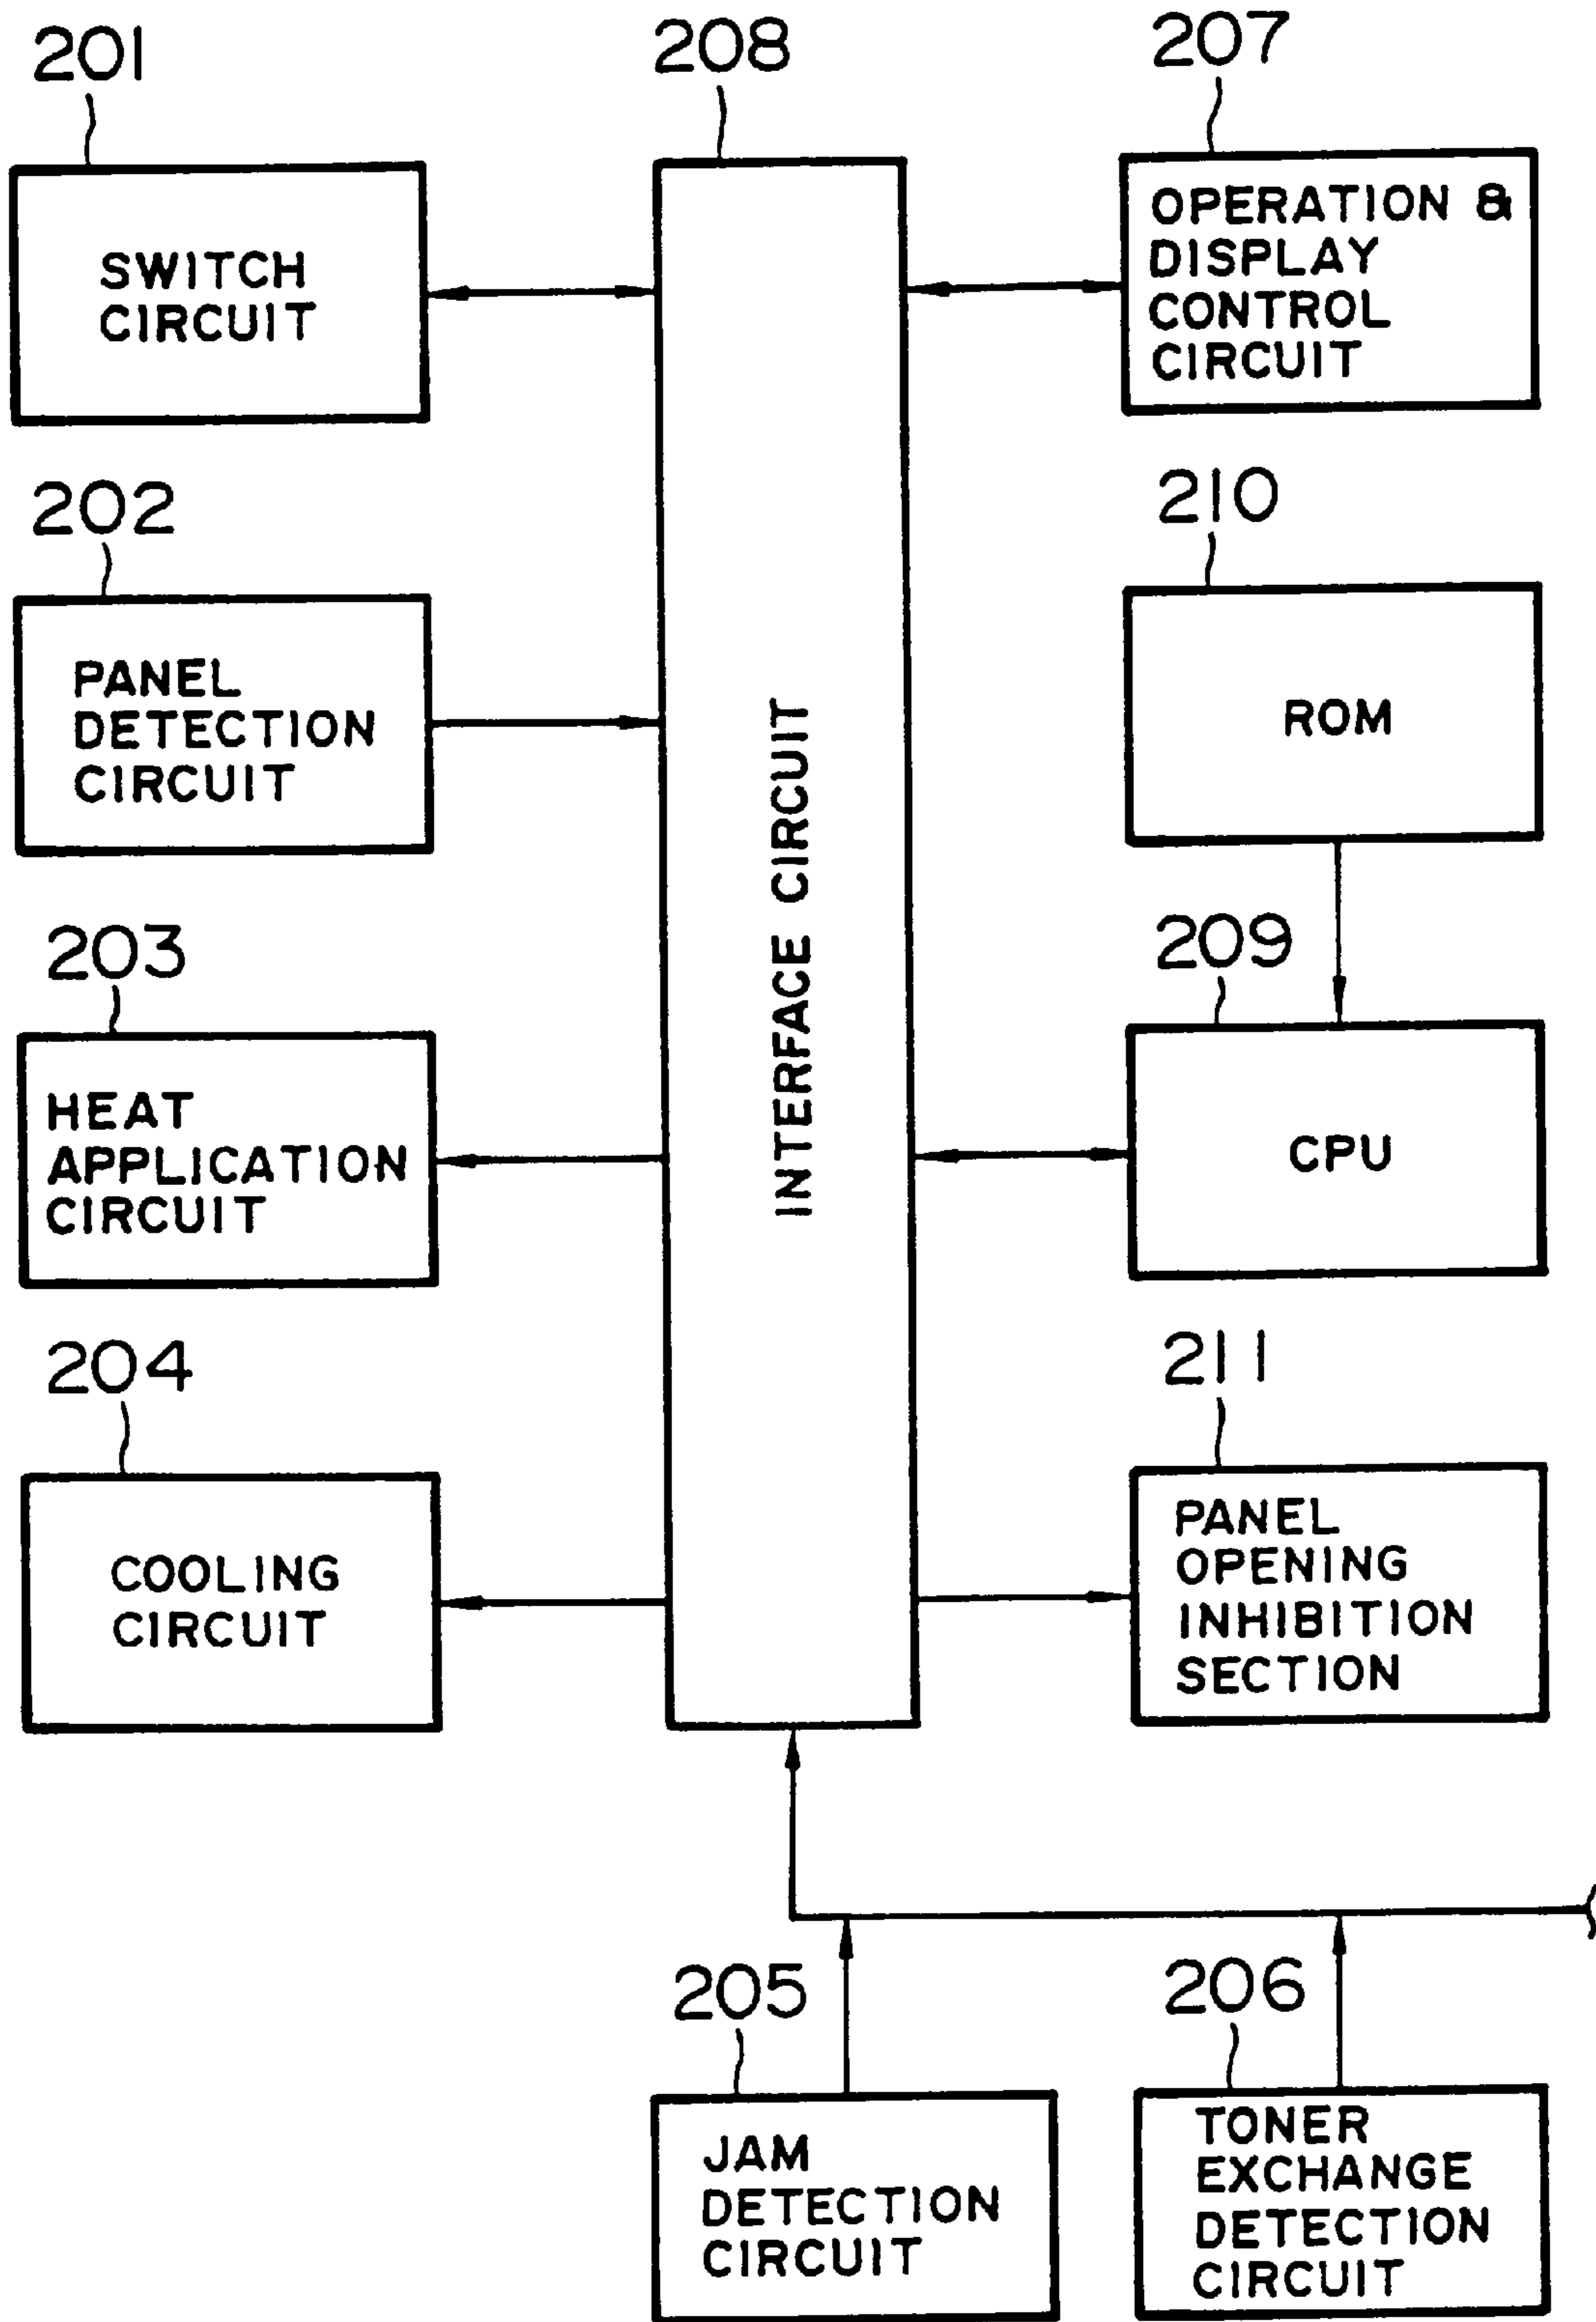 201
208
207
SWITCH
CIRCUIT
OPERATION &
DISPLAY
CONTROL
CIRCUIT
202
210
PANEL
DETECTION
CIRCUIT
ROM
INTERFACE CIRCUIT
203
209
HEAT
APPLICATION
CIRCUIT
CPU
204
211
COOLING
CIRCUIT
PANEL
OPENING
INHIBITION
SECTION
205
206
JAM
DETECTION
CIRCUIT
TONER
EXCHANGE
DETECTION
CIRCUIT